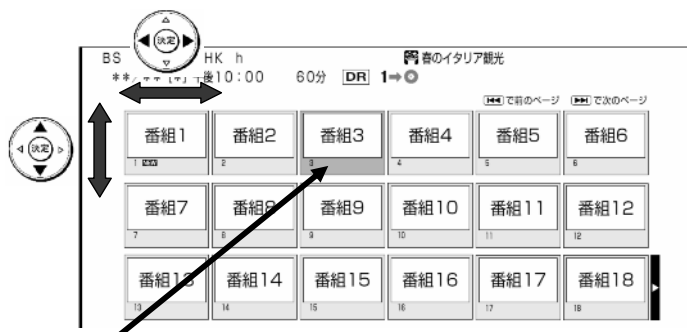 決定
BS HK h 春のイタリア観光
**/ 後10:00 60分 DR 1➡
⏮で前のページ ⏭で次のページ
決定
番組1 番組2 番組3 番組4 番組5 番組6
1 NEW 2 3 4 5 6
番組7 番組8 番組9 番組10 番組11 番組12
7 8 9 10 11 12
番組13 番組14 番組15 番組16 番組17 番組18
13 14 15 16 17 18